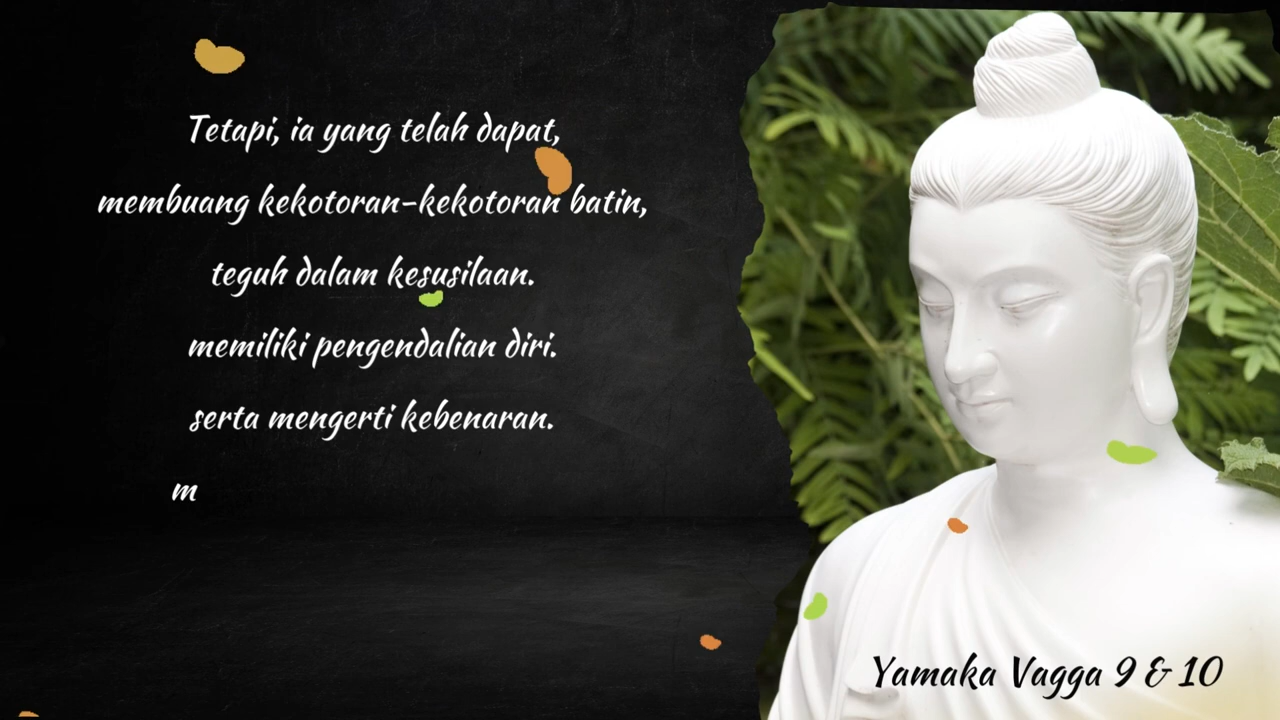 Tetapi, ia yang telah dapat,
membuang kekotoran-kekotoran batin,
teguh dalam kesusilaan.
memiliki pengendalian diri.
serta mengerti kebenaran.
m
Yamaka Vagga 9 & 10